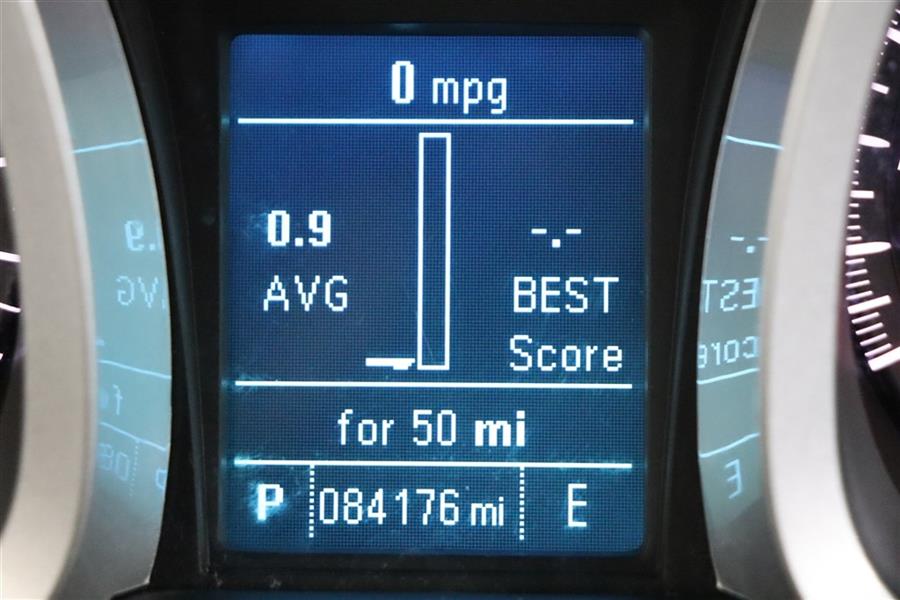 0 mpg
0.9
AVG
-.-
BEST
Score
for 50 mi
P 084176 mi E